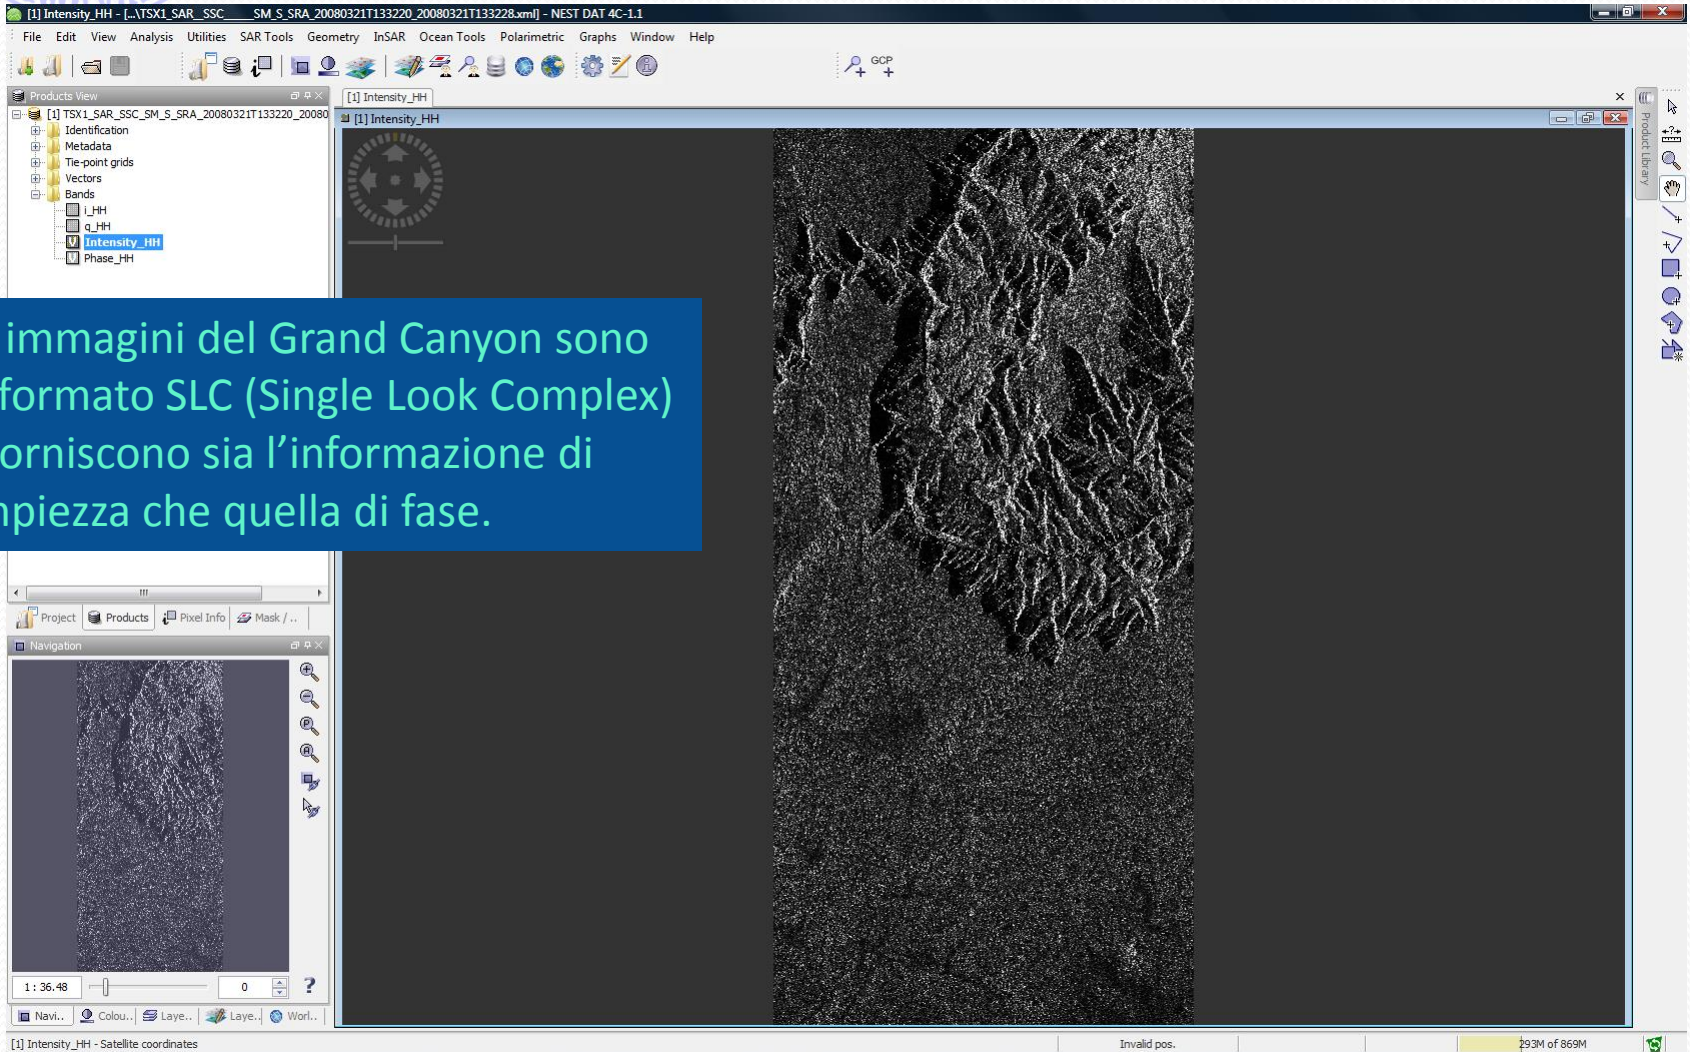 [1] Intensity_HH - [...\TSX1_SAR__SSC_____SM_S_SRA_20080321T133220_20080321T133228.xml] - NEST DAT 4C-1.1
File Edit View Analysis Utilities SAR Tools Geometry InSAR Ocean Tools Polarimetric Graphs Window Help
GCP
Products View
[1] Intensity_HH
[1] TSX1_SAR_SSC_SM_S_SRA_20080321T133220_20080
[1] Intensity_HH
Identification
Metadata
Tie-point grids
Vectors
Bands
i_HH
q_HH
Intensity_HH
Phase_HH
Product Library
immagini del Grand Canyon sono
formato SLC (Single Look Complex)
orniscono sia l'informazione di
mpiezza che quella di fase.
Project Products Pixel Info Mask / ..
Navigation
1 : 36.48 0 ?
Navi.. Colou.. Laye.. Laye.. Worl..
[1] Intensity_HH - Satellite coordinates Invalid pos. 293M of 869M